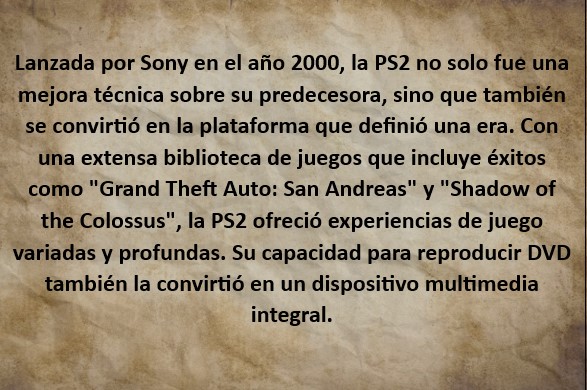 Lanzada por Sony en el año 2000, la PS2 no solo fue una
mejora técnica sobre su predecesora, sino que también
se convirtió en la plataforma que definió una era. Con
una extensa biblioteca de juegos que incluye éxitos
como "Grand Theft Auto: San Andreas" y "Shadow of
the Colossus", la PS2 ofreció experiencias de juego
variadas y profundas. Su capacidad para reproducir DVD
también la convirtió en un dispositivo multimedia
integral.